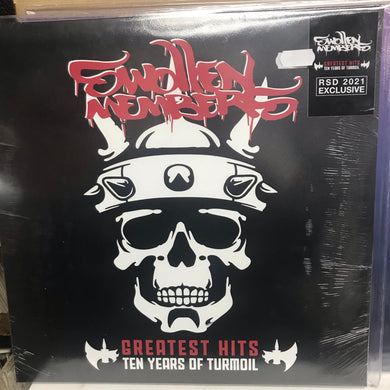 Swollen
Members
GREATEST HITS
TEN YEARS OF TURMOIL
Swollen
Members
GREATEST HITS
TEN YEARS OF TURMOIL
RSD 2021
EXCLUSIVE